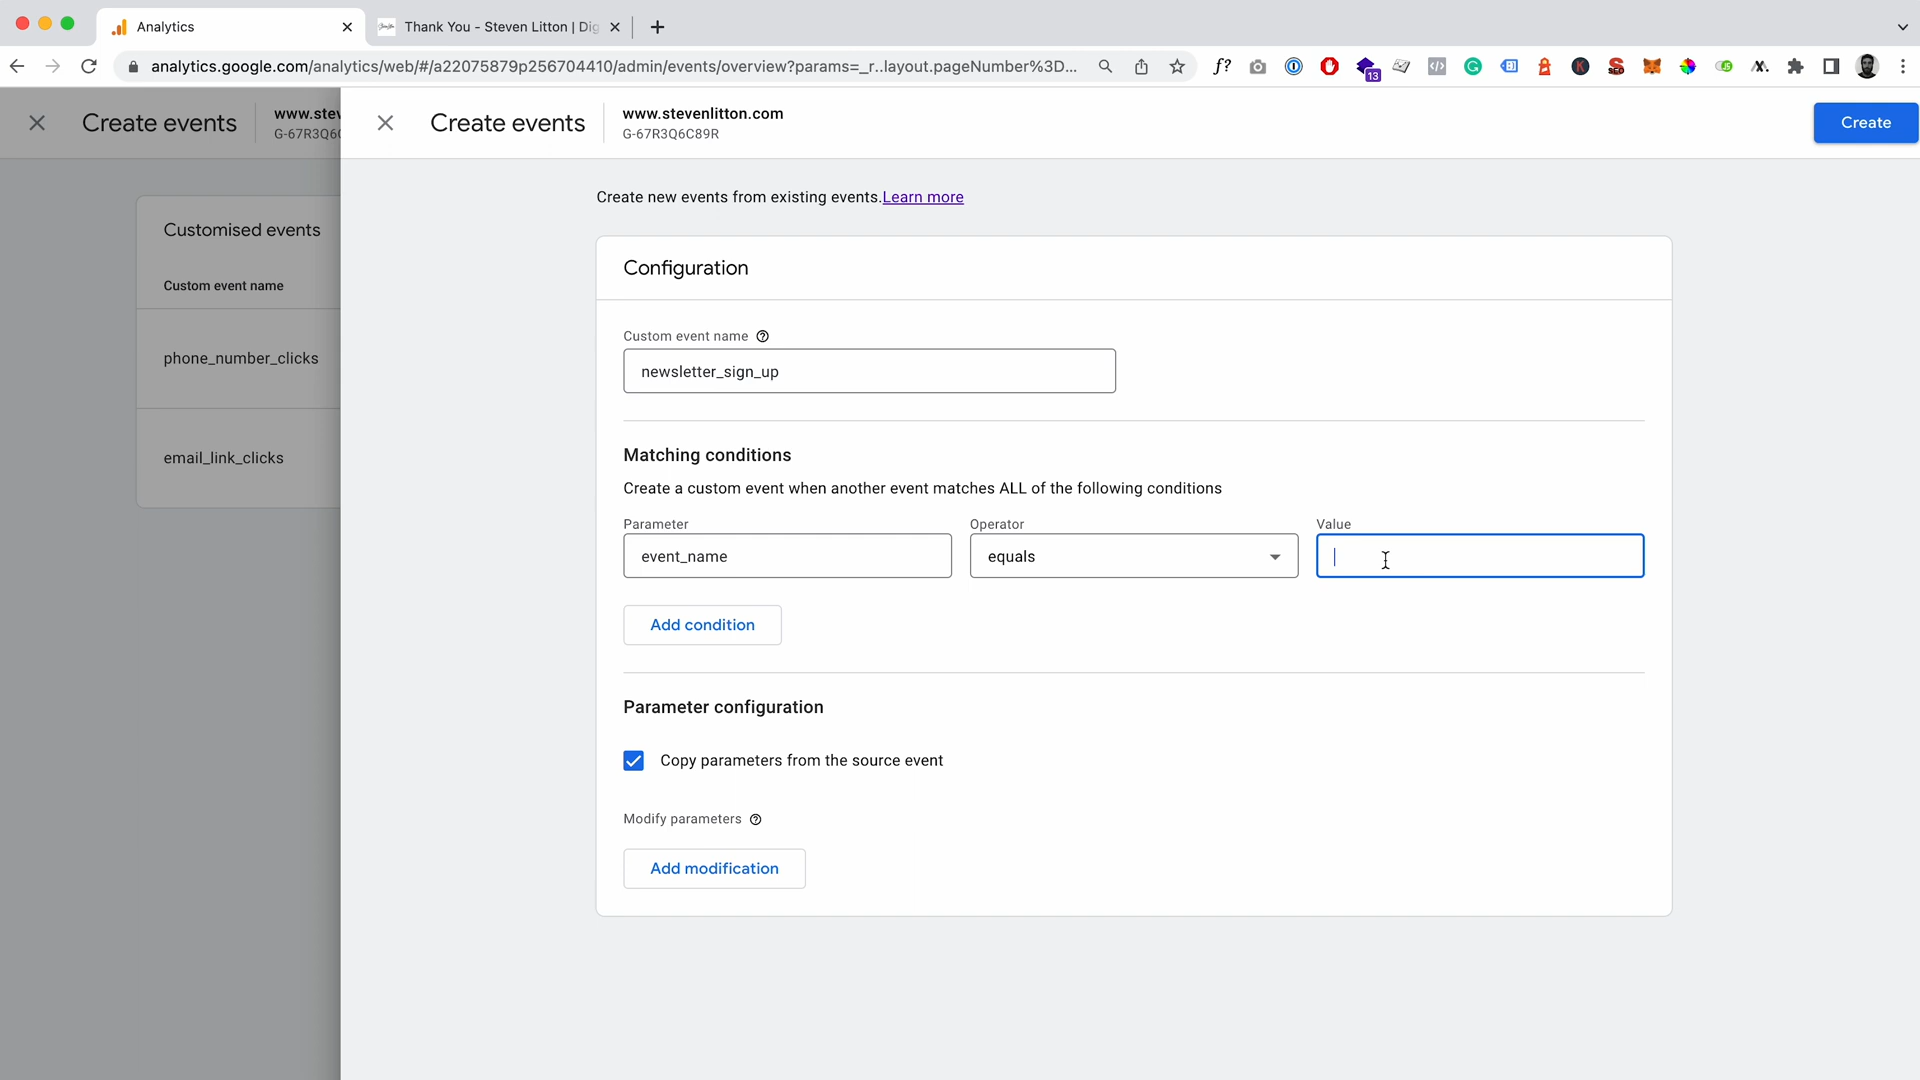 Analytics
Thank You - Steven Litton | Dig
analytics.google.com/analytics/web/#/a22075879p256704410/admin/events/overview?params=_r..layout.pageNumber%3D...
f?
13
Create events
www.stev
G-67R3Q6C
Create events
www.stevenlitton.com
G-67R3Q6C89R
Create
Create new events from existing events.Learn more
Customised events
Custom event name
phone_number_clicks
email_link_clicks
Configuration
Custom event name
newsletter_sign_up
Matching conditions
Create a custom event when another event matches ALL of the following conditions
Parameter
Operator
Value
event_name
equals
Add condition
Parameter configuration
Copy parameters from the source event
Modify parameters
Add modification